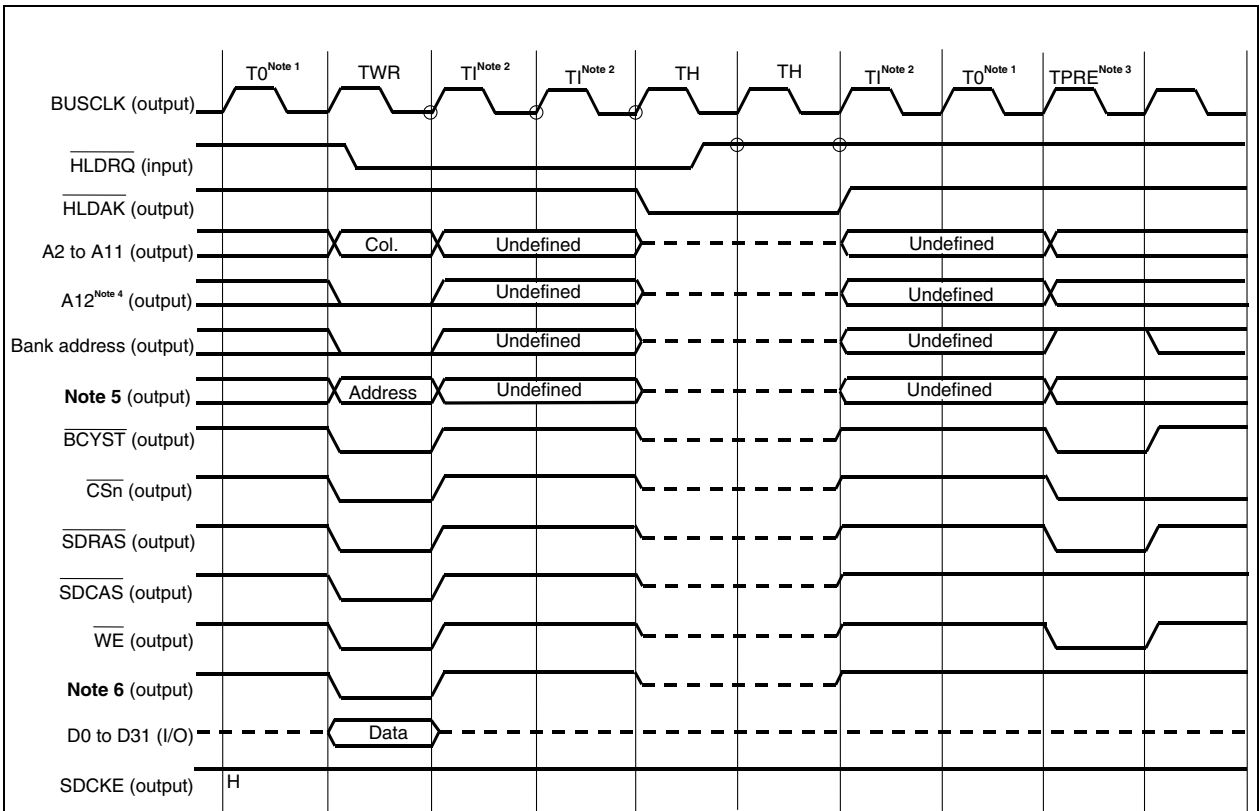 T0Note 1 TWR TINote 2 TINote 2 TH TH TINote 2 T0Note 1 TPRENote 3
BUSCLK (output)
HLDRQ (input)
HLDAK (output)
A2 to A11 (output) Col. Undefined Undefined
A12Note 4 (output) Undefined Undefined
Bank address (output) Undefined Undefined
Note 5 (output) Address Undefined Undefined
BCYST (output)
CSn (output)
SDRAS (output)
SDCAS (output)
WE (output)
Note 6 (output)
D0 to D31 (I/O) Data
SDCKE (output) H